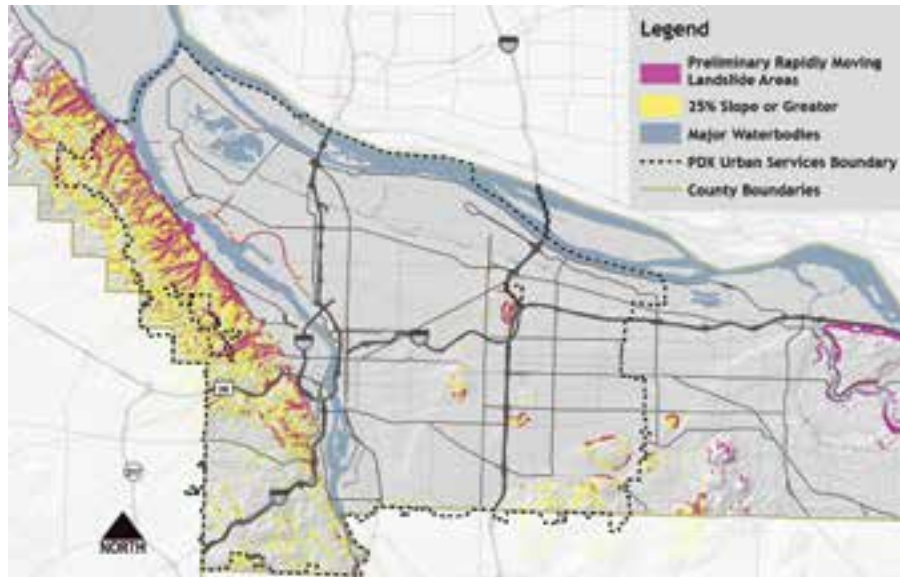 Legend
Preliminary Rapidly Moving
Landslide Areas
25% Slope or Greater
Major Waterbodies
PDX Urban Services Boundary
County Boundaries
NORTH